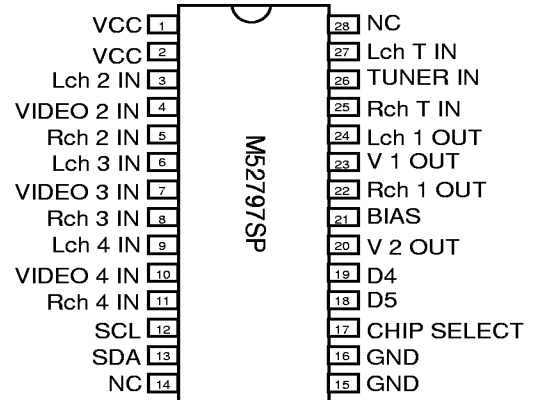 VCC 1 28 NC
VCC 2 27 Lch T IN
Lch 2 IN 3 26 TUNER IN
VIDEO 2 IN 4 25 Rch T IN
Rch 2 IN 5 24 Lch 1 OUT
Lch 3 IN 6 23 V 1 OUT
VIDEO 3 IN 7 22 Rch 1 OUT
Rch 3 IN 8 21 BIAS
Lch 4 IN 9 20 V 2 OUT
VIDEO 4 IN 10 19 D4
Rch 4 IN 11 18 D5
SCL 12 17 CHIP SELECT
SDA 13 16 GND
NC 14 15 GND
M52797SP